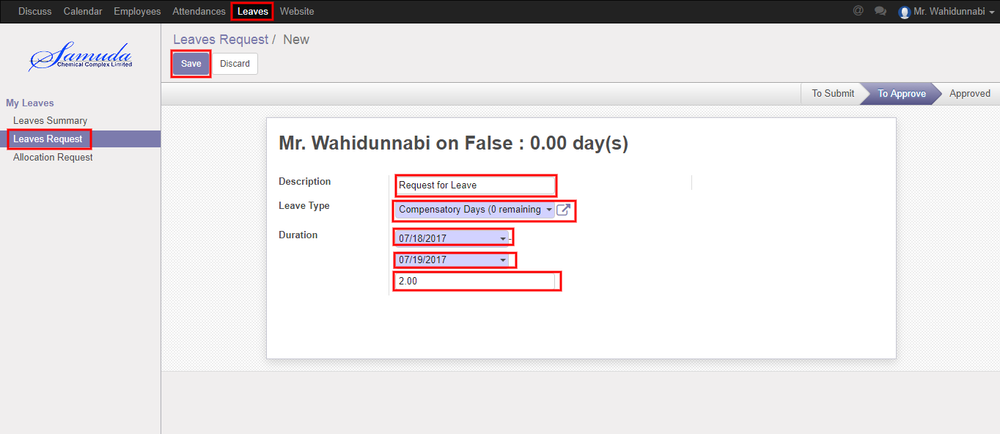 Discuss Calendar Employees Attendances Leaves Website @ Mr. Wahidunnabi
Samuda
Chemical Complex Limited
Leaves Request / New
Save Discard
To Submit To Approve Approved
My Leaves
Leaves Summary
Leaves Request
Allocation Request
Mr. Wahidunnabi on False : 0.00 day(s)
Description Request for Leave
Leave Type Compensatory Days (0 remaining
Duration 07/18/2017 -
07/19/2017
2.00